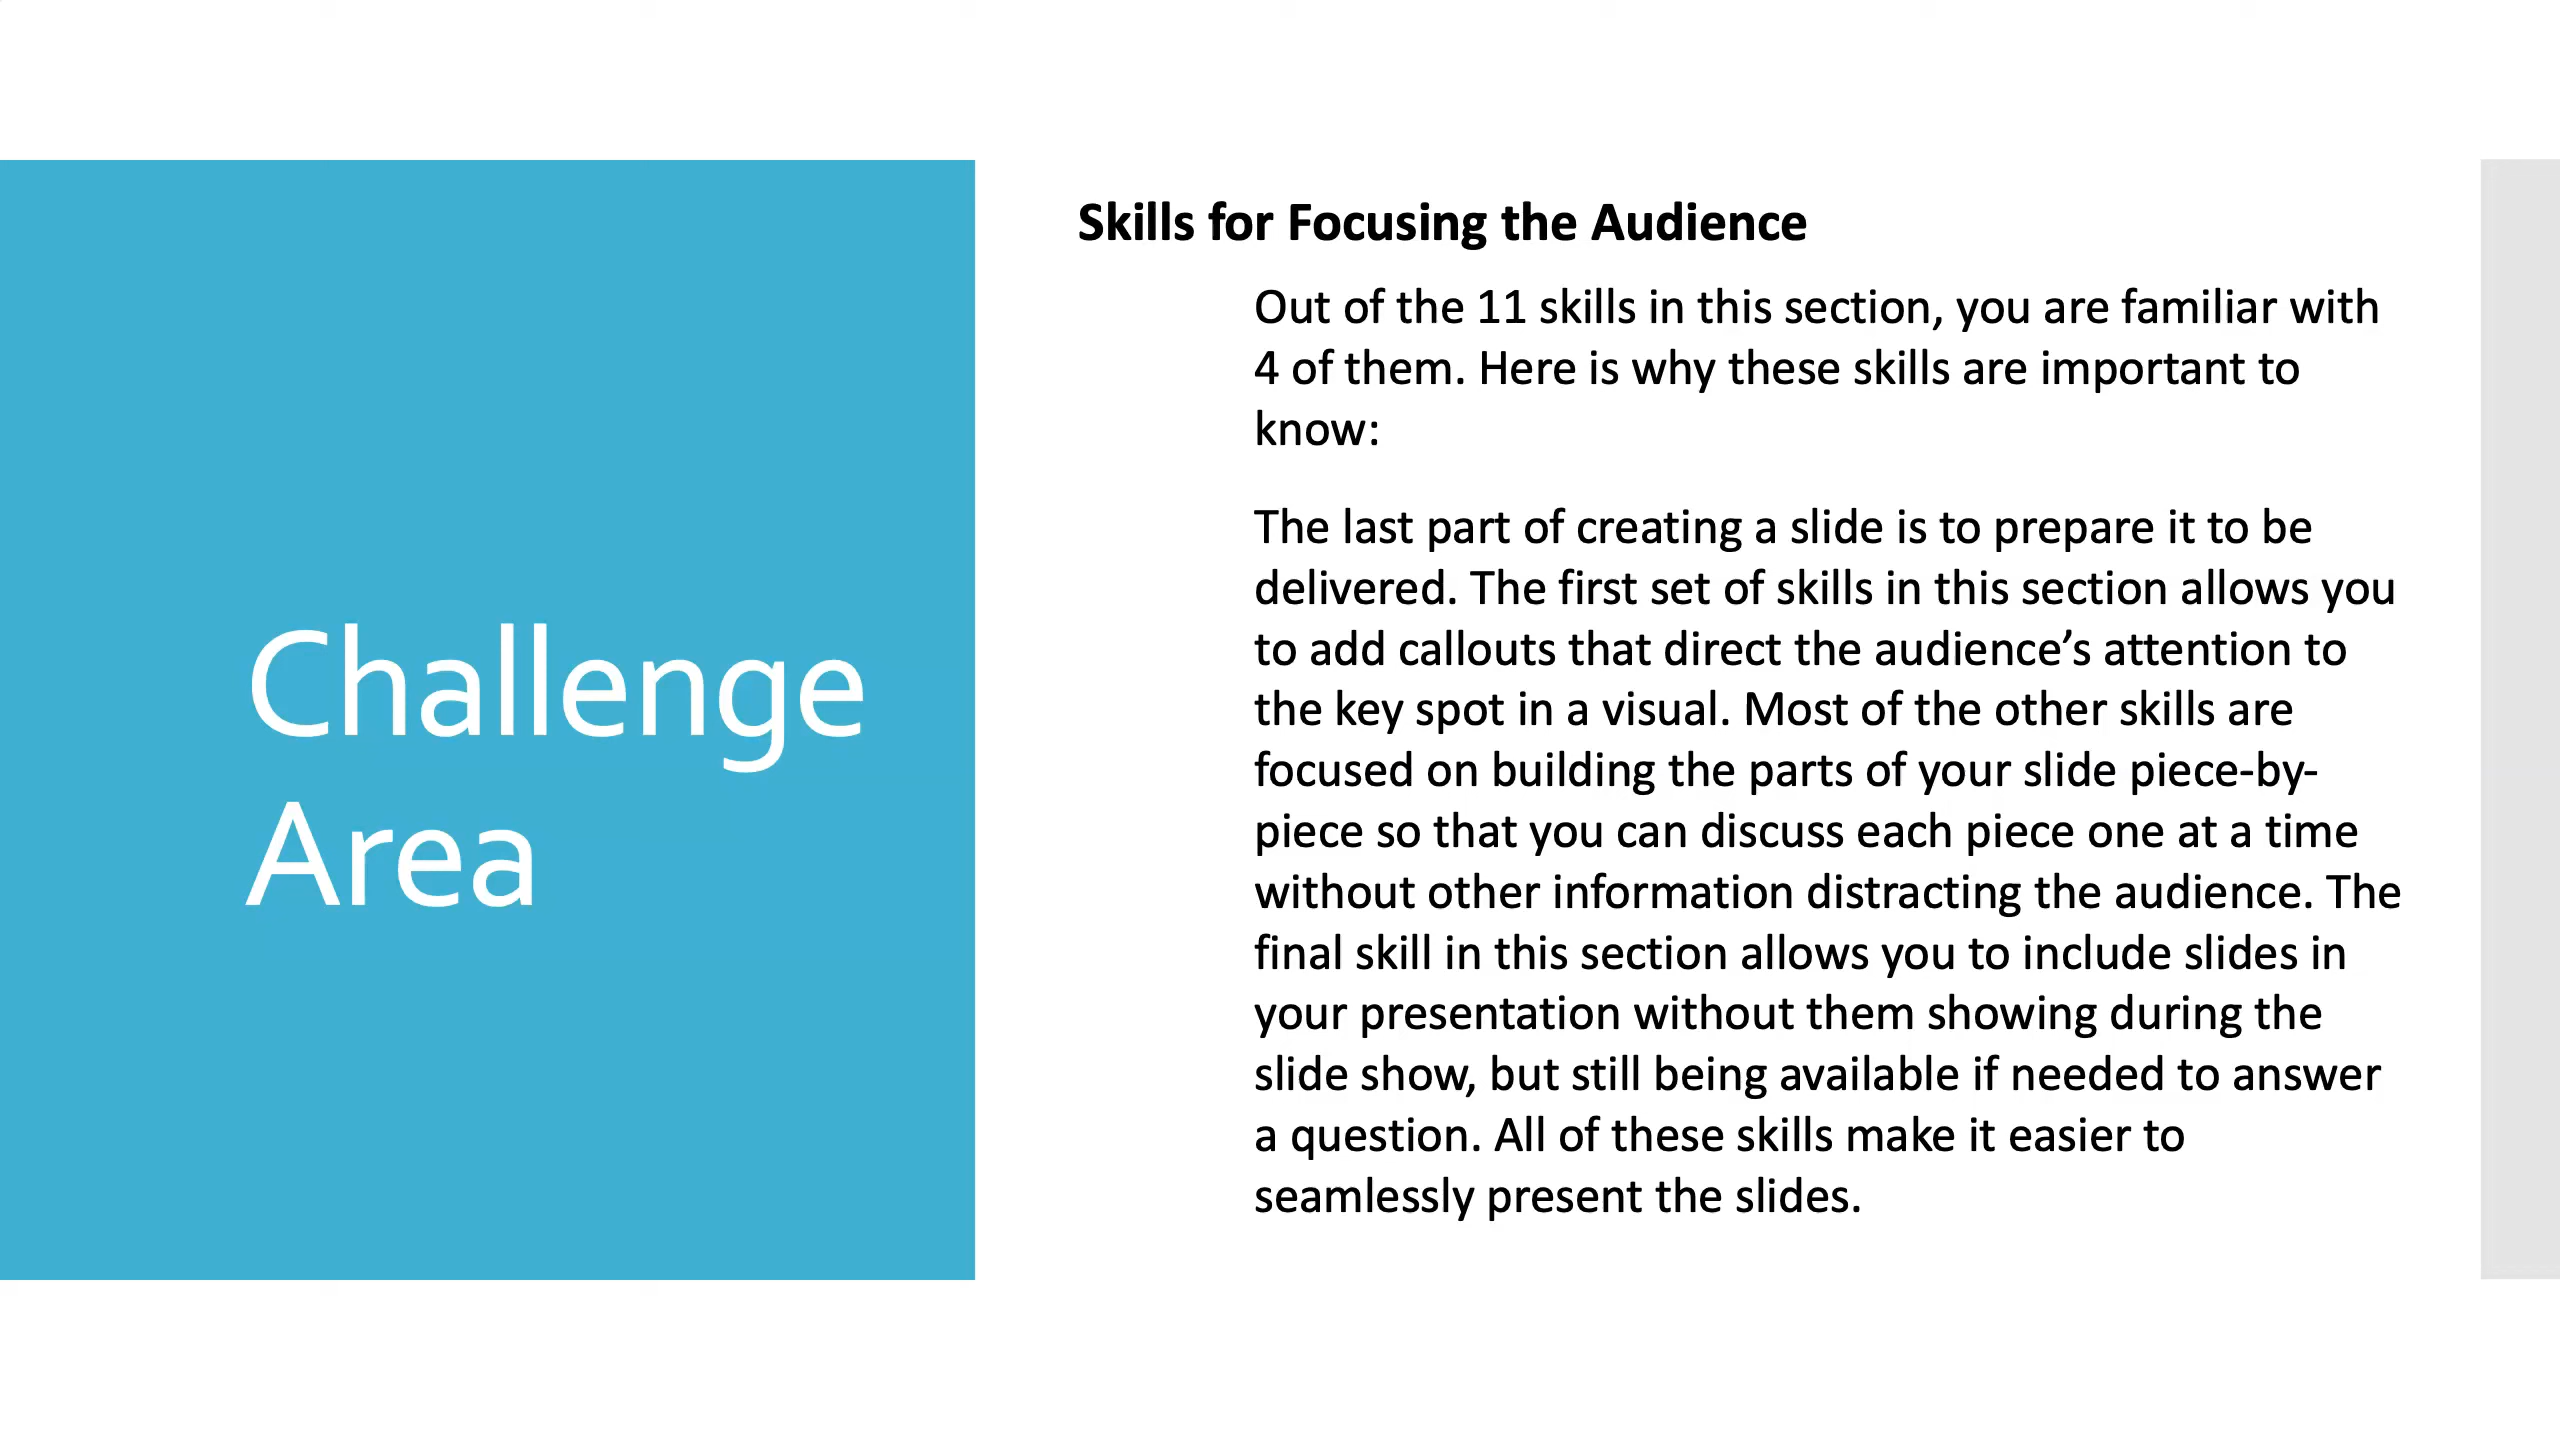 Challenge
Area
Skills for Focusing the Audience
Out of the 11 skills in this section, you are familiar with
4 of them. Here is why these skills are important to
know:
The last part of creating a slide is to prepare it to be
delivered. The first set of skills in this section allows you
to add callouts that direct the audience’s attention to
the key spot in a visual. Most of the other skills are
focused on building the parts of your slide piece-by-
piece so that you can discuss each piece one at a time
without other information distracting the audience. The
final skill in this section allows you to include slides in
your presentation without them showing during the
slide show, but still being available if needed to answer
a question. All of these skills make it easier to
seamlessly present the slides.